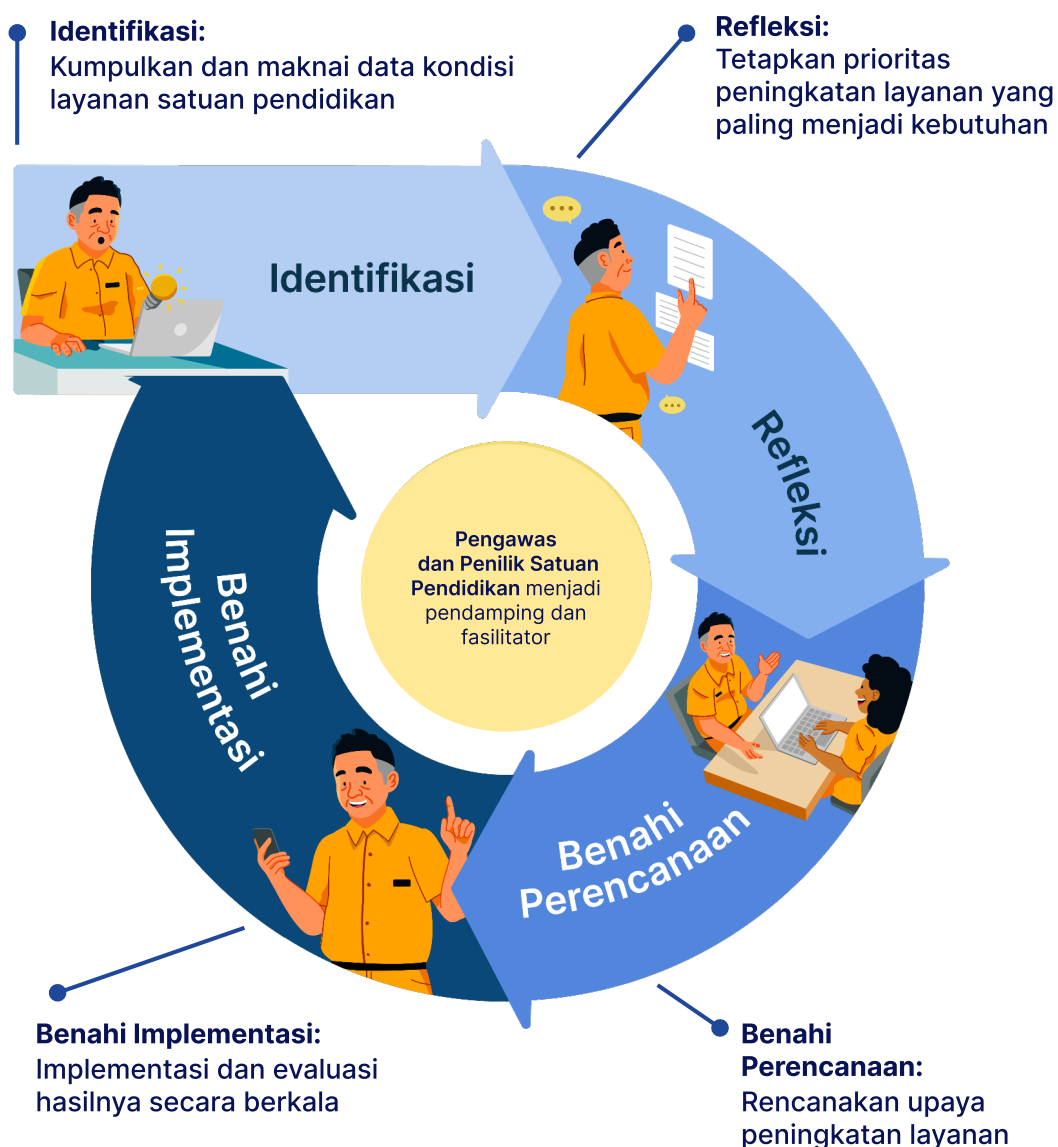 Identifikasi:
Kumpulkan dan maknai data kondisi
layanan satuan pendidikan
Refleksi:
Tetapkan prioritas
peningkatan layanan yang
paling menjadi kebutuhan
Identifikasi
Refleksi
Pengawas
dan Penilik Satuan
Pendidikan menjadi
pendamping dan
fasilitator
Benahi
Implementasi
Benahi
Perencanaan
Benahi Implementasi:
Implementasi dan evaluasi
hasilnya secara berkala
Benahi
Perencanaan:
Rencanakan upaya
peningkatan layanan